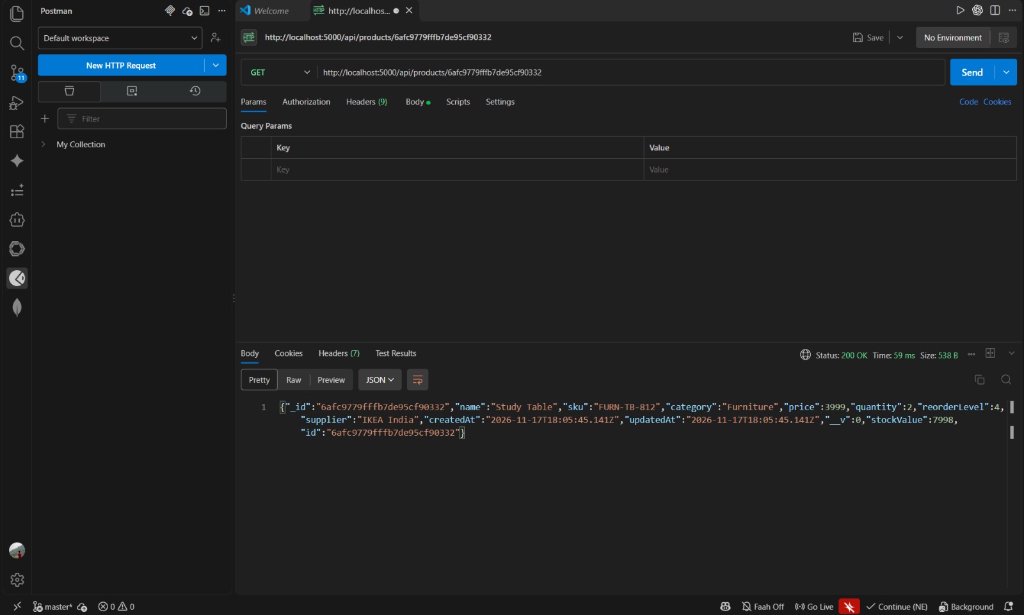 Postman
Welcome
http://localhos...
Default workspace
http://localhost:5000/api/products/6afc9779fffb7de95cf90332
Save
No Environment
New HTTP Request
GET
http://localhost:5000/api/products/6afc9779fffb7de95cf90332
Send
11
Params
Authorization
Headers (9)
Body
Scripts
Settings
Code
Cookies
Filter
Query Params
My Collection
Key
Value
Key
Value
Body
Cookies
Headers (7)
Test Results
Status: 200 OK Time: 59 ms Size: 538 B
Pretty
Raw
Preview
JSON
1
{"_id":"6afc9779fffb7de95cf90332","name":"Study Table","sku":"FURN-TB-812","category":"Furniture","price":3999,"quantity":2,"reorderLevel":4,
"supplier":"IKEA India","createdAt":"2026-11-17T18:05:45.141Z","updatedAt":"2026-11-17T18:05:45.141Z","__v":0,"stockValue":7998,
"id":"6afc9779fffb7de95cf90332"}
master*
0
0
Faah Off
Go Live
Continue (NE)
Background